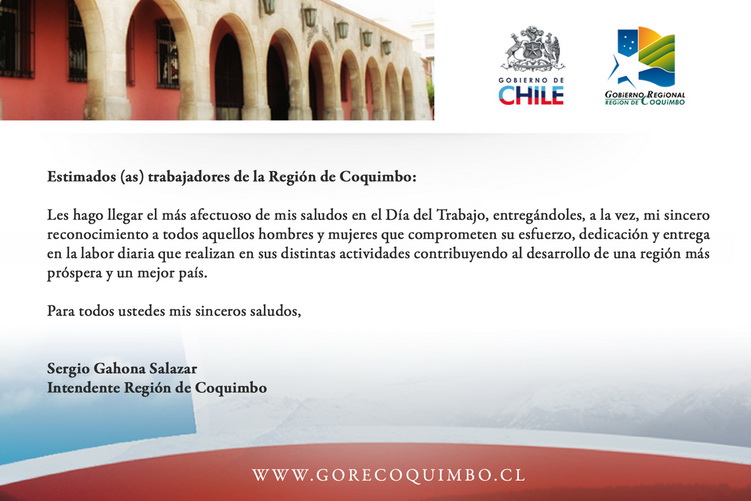 GOBIERNO DE
CHILE
GOBIERNO REGIONAL
REGION DE COQUIMBO
Estimados (as) trabajadores de la Región de Coquimbo:
Les hago llegar el más afectuoso de mis saludos en el Día del Trabajo, entregándoles, a la vez, mi sincero
reconocimiento a todos aquellos hombres y mujeres que comprometen su esfuerzo, dedicación y entrega
en la labor diaria que realizan en sus distintas actividades contribuyendo al desarrollo de una región más
próspera y un mejor país.
Para todos ustedes mis sinceros saludos,
Sergio Gahona Salazar
Intendente Región de Coquimbo
WWW.GORECOQUIMBO.CL